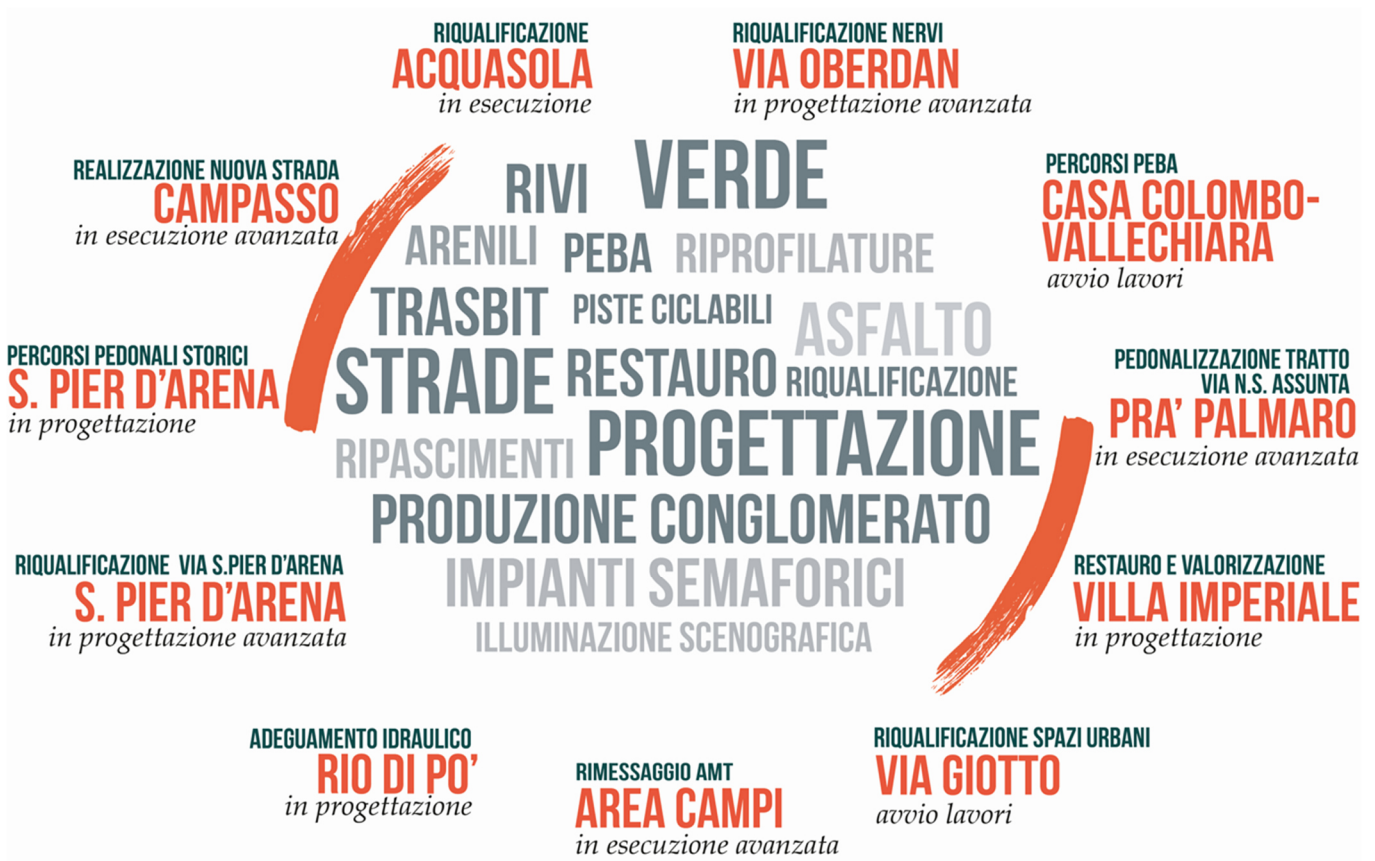 RIQUALIFICAZIONE
ACQUASOLA
in esecuzione
RIQUALIFICAZIONE NERVI
VIA OBERDAN
in progettazione avanzata
REALIZZAZIONE NUOVA STRADA
CAMPASSO
in esecuzione avanzata
PERCORSI PEBA
CASA COLOMBO-
VALLECHIARA
avvio lavori
PERCORSI PEDONALI STORICI
S. PIER D'ARENA
in progettazione
PEDONALIZZAZIONE TRATTO
VIA N.S. ASSUNTA
PRA' PALMARO
in esecuzione avanzata
RIVI VERDE
ARENILI PEBA RIPROFILATURE
TRASBIT PISTE CICLABILI ASFALTO
STRADE RESTAURO RIQUALIFICAZIONE
RIPASCIMENTI PROGETTAZIONE
PRODUZIONE CONGLOMERATO
IMPIANTI SEMAFORICI
ILLUMINAZIONE SCENOGRAFICA
RIQUALIFICAZIONE VIA S.PIER D'ARENA
S. PIER D'ARENA
in progettazione avanzata
RESTAURO E VALORIZZAZIONE
VILLA IMPERIALE
in progettazione
ADEGUAMENTO IDRAULICO
RIO DI PO'
in progettazione
RIMESSAGGIO AMT
AREA CAMPI
in esecuzione avanzata
RIQUALIFICAZIONE SPAZI URBANI
VIA GIOTTO
avvio lavori